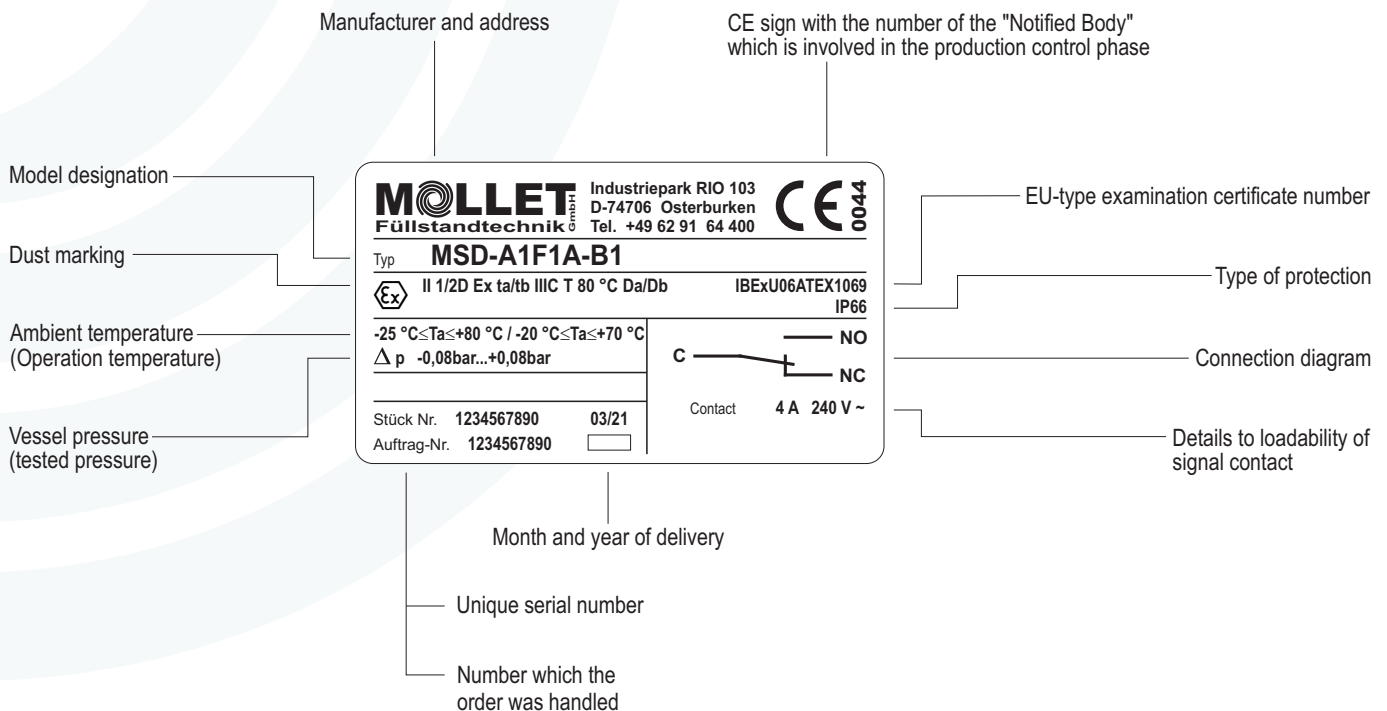 Manufacturer and address
CE sign with the number of the "Notified Body"
which is involved in the production control phase
Model designation
Dust marking
Ambient temperature
(Operation temperature)
Vessel pressure
(tested pressure)
MOLLET GmbH
Füllstandtechnik
Industriepark RIO 103
D-74706 Osterburken
Tel. +49 62 91 64 400
CE 0044
Typ MSD-A1F1A-B1
Ex II 1/2D Ex ta/tb IIIC T 80 °C Da/Db IBExU06ATEX1069
IP66
-25 °C≤Ta≤+80 °C / -20 °C≤Ta≤+70 °C
Δ p -0,08bar...+0,08bar
C NO
NC
Contact 4 A 240 V ~
Stück Nr. 1234567890 03/21
Auftrag-Nr. 1234567890
EU-type examination certificate number
Type of protection
Connection diagram
Details to loadability of
signal contact
Month and year of delivery
Unique serial number
Number which the
order was handled